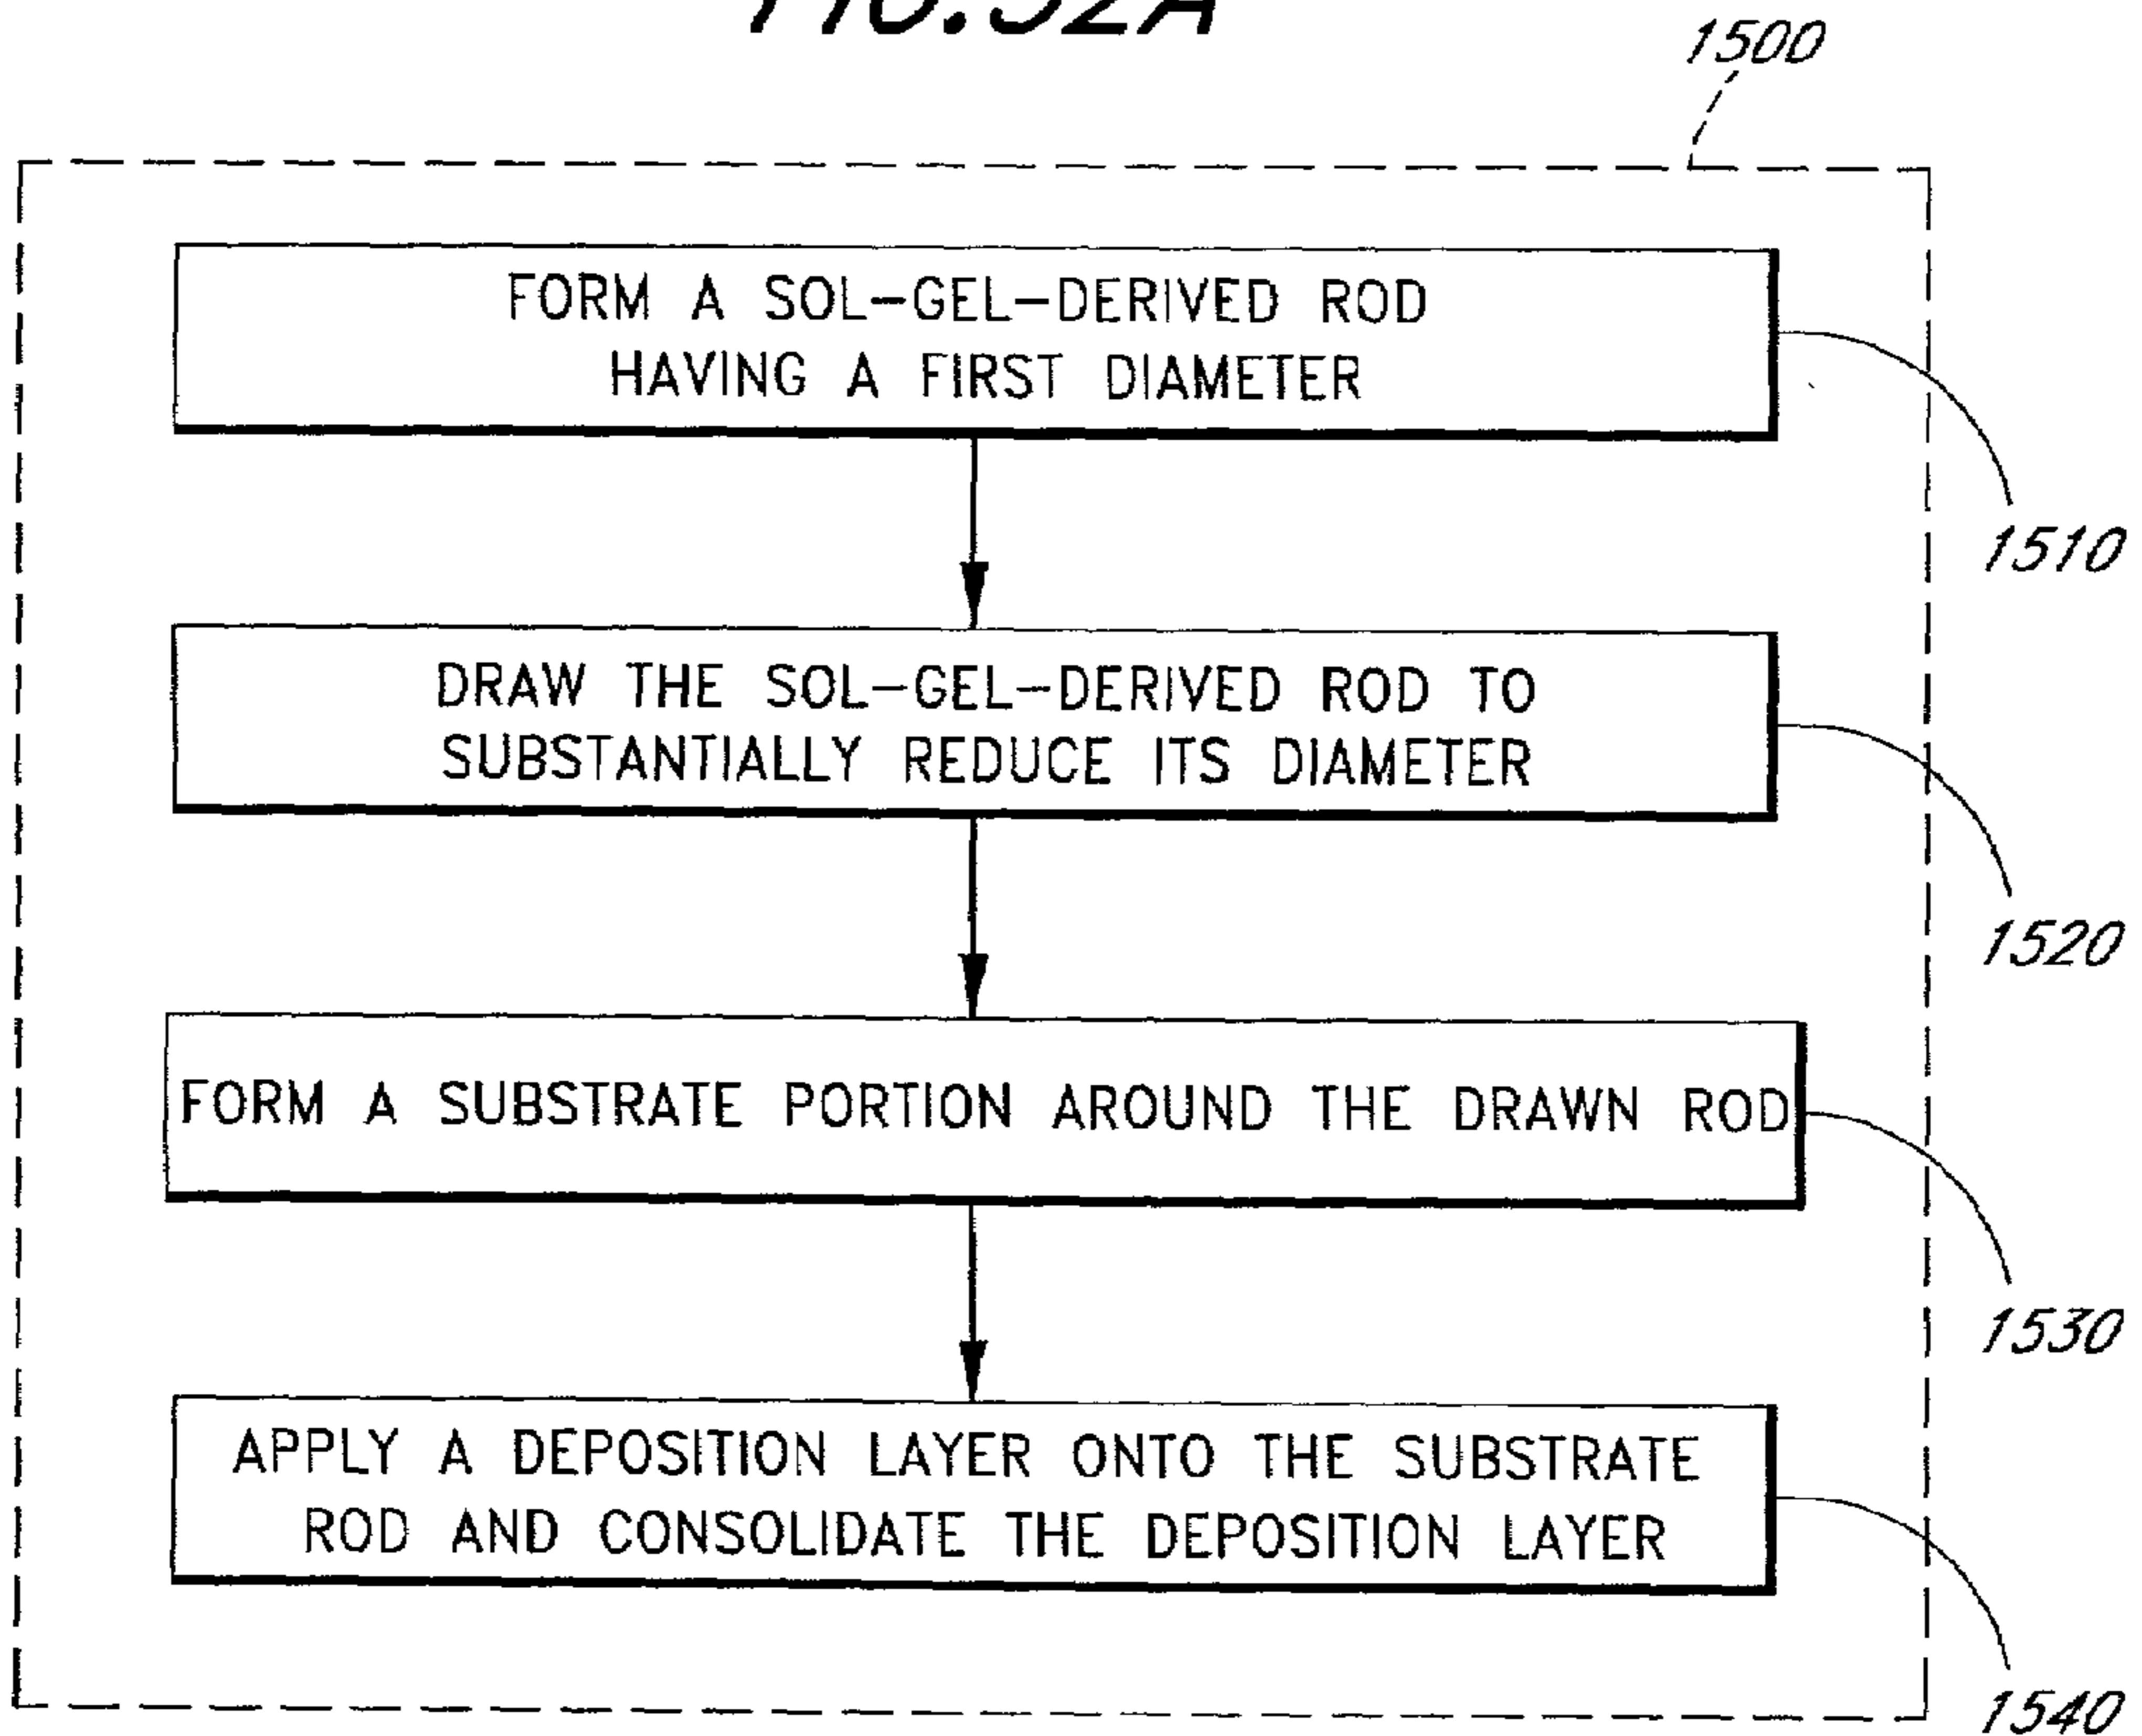 FIG.32A
1500
FORM A SOL-GEL-DERIVED ROD
HAVING A FIRST DIAMETER
1510
DRAW THE SOL-GEL-DERIVED ROD TO
SUBSTANTIALLY REDUCE ITS DIAMETER
1520
FORM A SUBSTRATE PORTION AROUND THE DRAWN ROD
1530
APPLY A DEPOSITION LAYER ONTO THE SUBSTRATE
ROD AND CONSOLIDATE THE DEPOSITION LAYER
1540